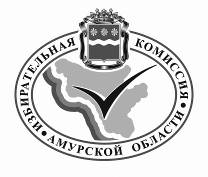 ИЗБИРАТЕЛЬНАЯ КОМИССИЯ
АМУРСКОЙ ОБЛАСТИ